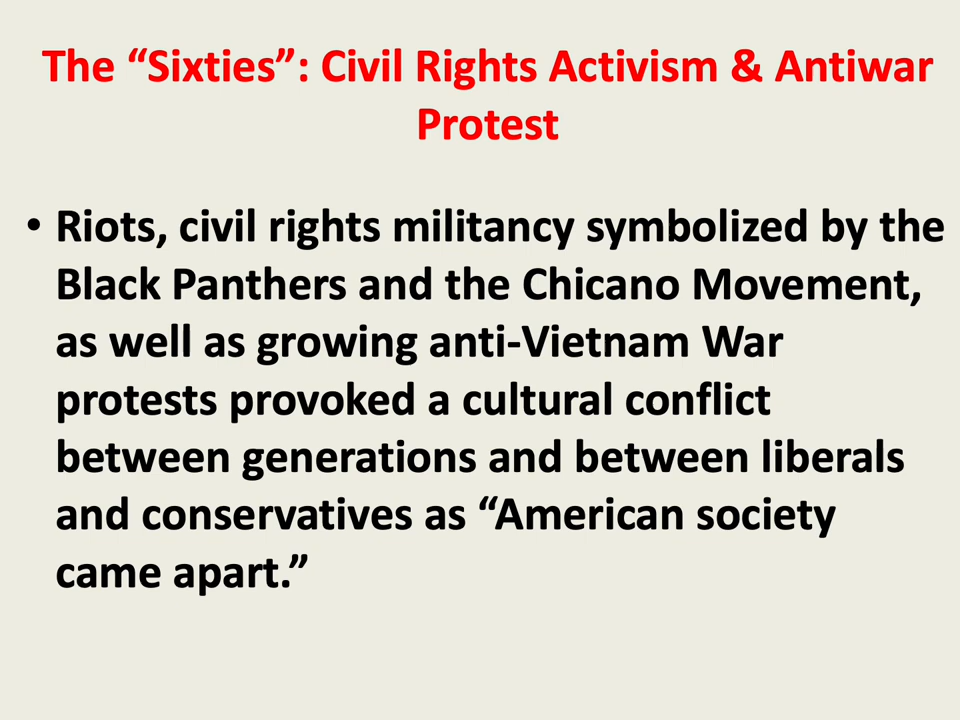 The “Sixties”: Civil Rights Activism & Antiwar
Protest
• Riots, civil rights militancy symbolized by the
Black Panthers and the Chicano Movement,
as well as growing anti-Vietnam War
protests provoked a cultural conflict
between generations and between liberals
and conservatives as “American society
came apart.”